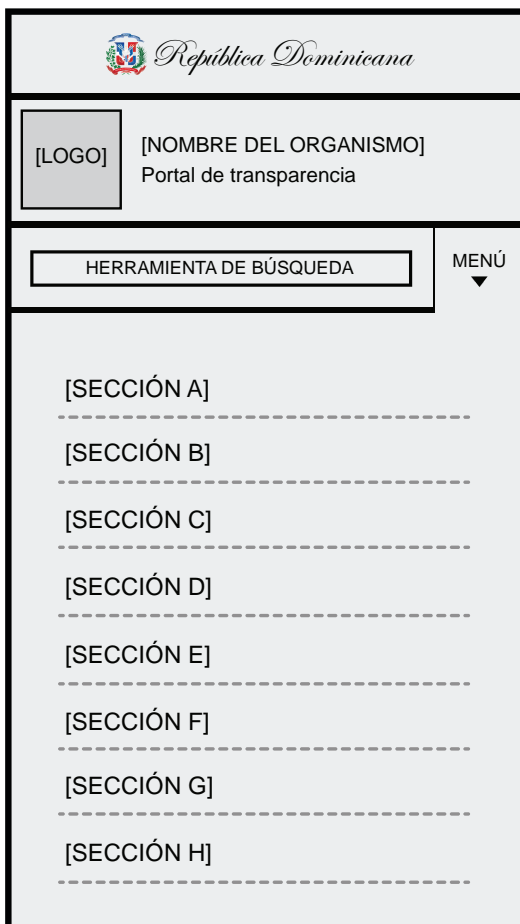 República Dominicana
[LOGO]
[NOMBRE DEL ORGANISMO]
Portal de transparencia
HERRAMIENTA DE BÚSQUEDA
MENÚ
[SECCIÓN A]
[SECCIÓN B]
[SECCIÓN C]
[SECCIÓN D]
[SECCIÓN E]
[SECCIÓN F]
[SECCIÓN G]
[SECCIÓN H]